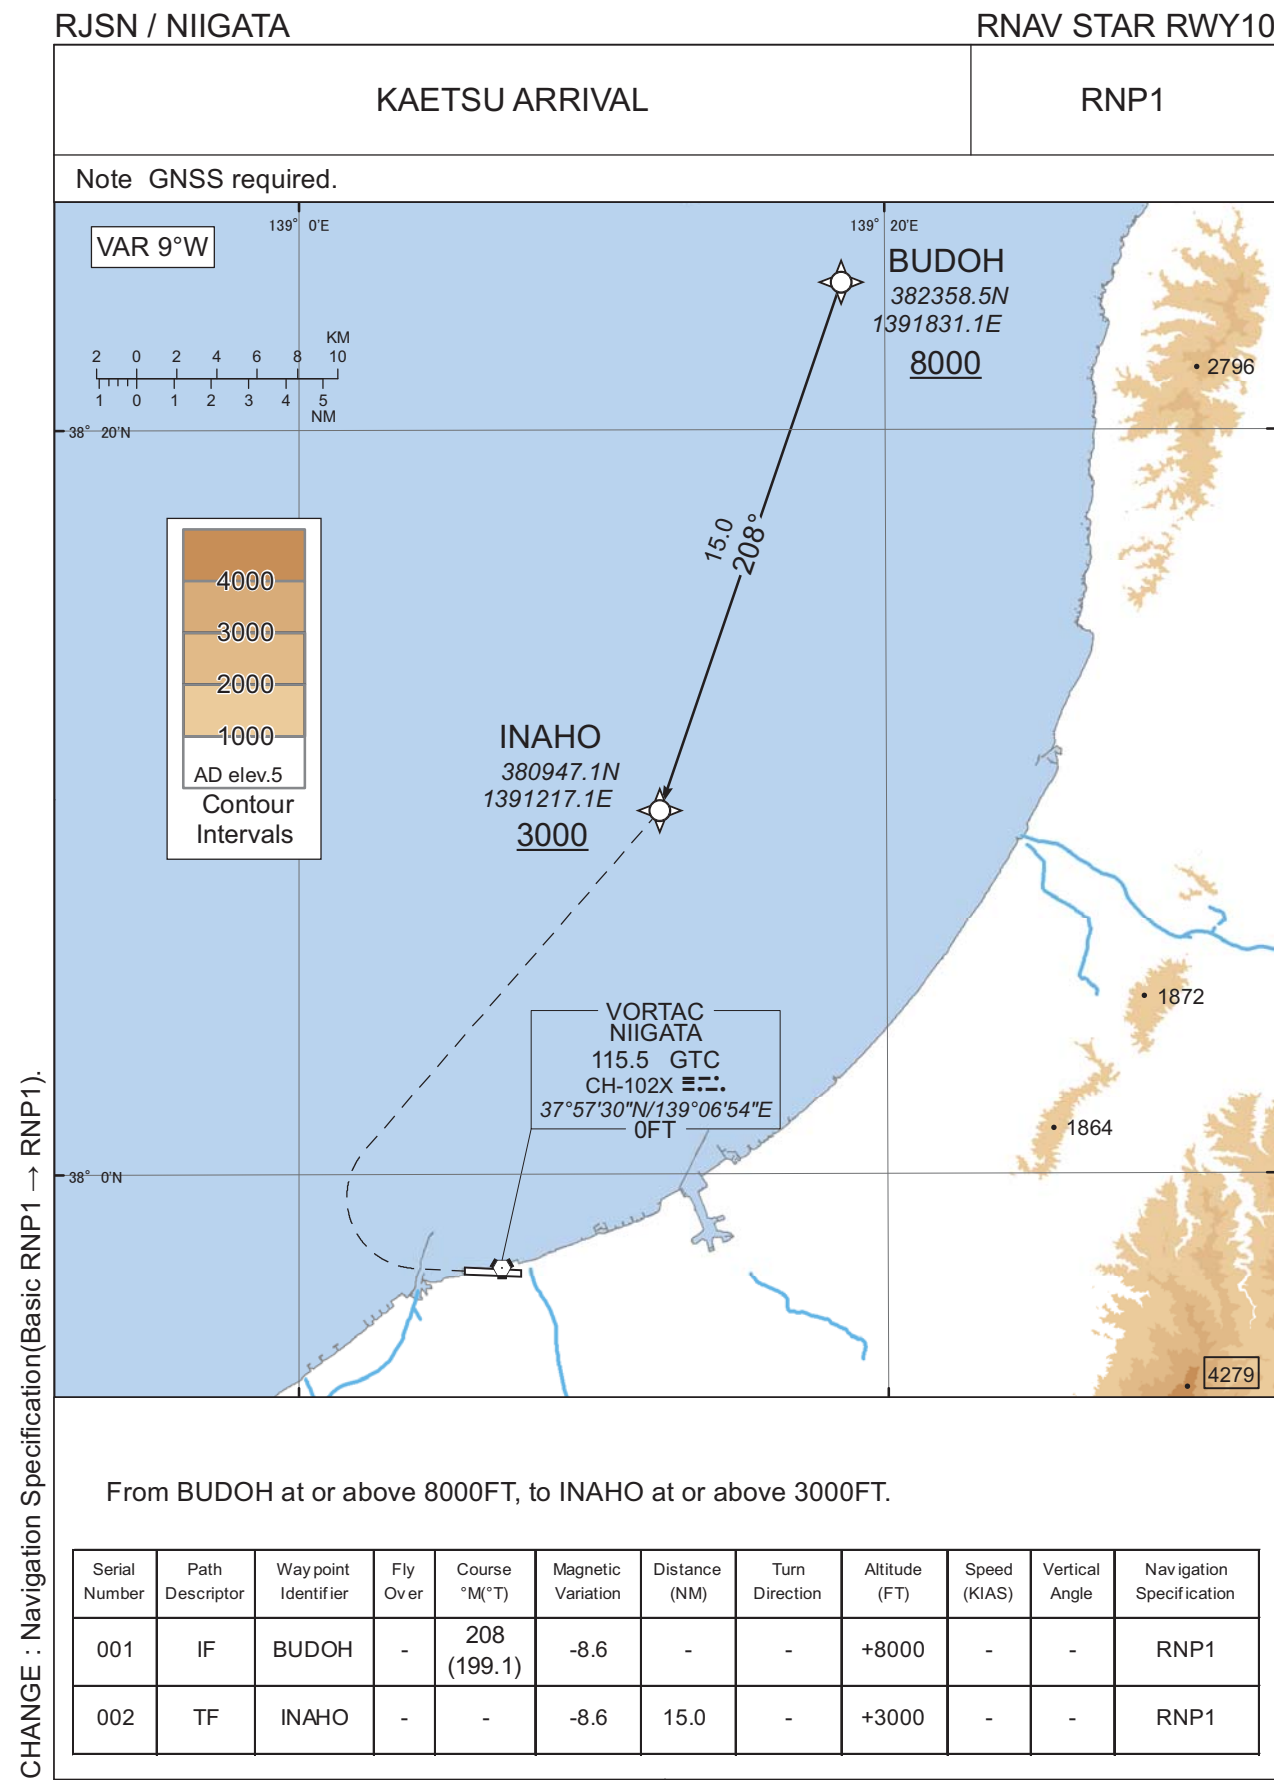 RJSN / NIIGATA
RNAV STAR RWY10
KAETSU ARRIVAL
RNP1
Note GNSS required.
139° 0'E
139° 20'E
VAR 9°W
BUDOH
382358.5N
1391831.1E
8000
KM
2 0 2 4 6 8 10
1 0 1 2 3 4 5
NM
2796
38° 20'N
15.0
208°
4000
3000
2000
1000
AD elev.5
Contour
Intervals
INAHO
380947.1N
1391217.1E
3000
VORTAC
NIIGATA
115.5 GTC
CH-102X
37°57'30"N/139°06'54"E
0FT
1872
1864
38° 0'N
4279
CHANGE : Navigation Specification(Basic RNP1 → RNP1).
From BUDOH at or above 8000FT, to INAHO at or above 3000FT.
Serial Number Path Descriptor Waypoint Identifier Fly Over Course °M(°T) Magnetic Variation Distance (NM) Turn Direction Altitude (FT) Speed (KIAS) Vertical Angle Navigation Specification
001 IF BUDOH - 208 (199.1) -8.6 - - +8000 - - RNP1
002 TF INAHO - - -8.6 15.0 - +3000 - - RNP1